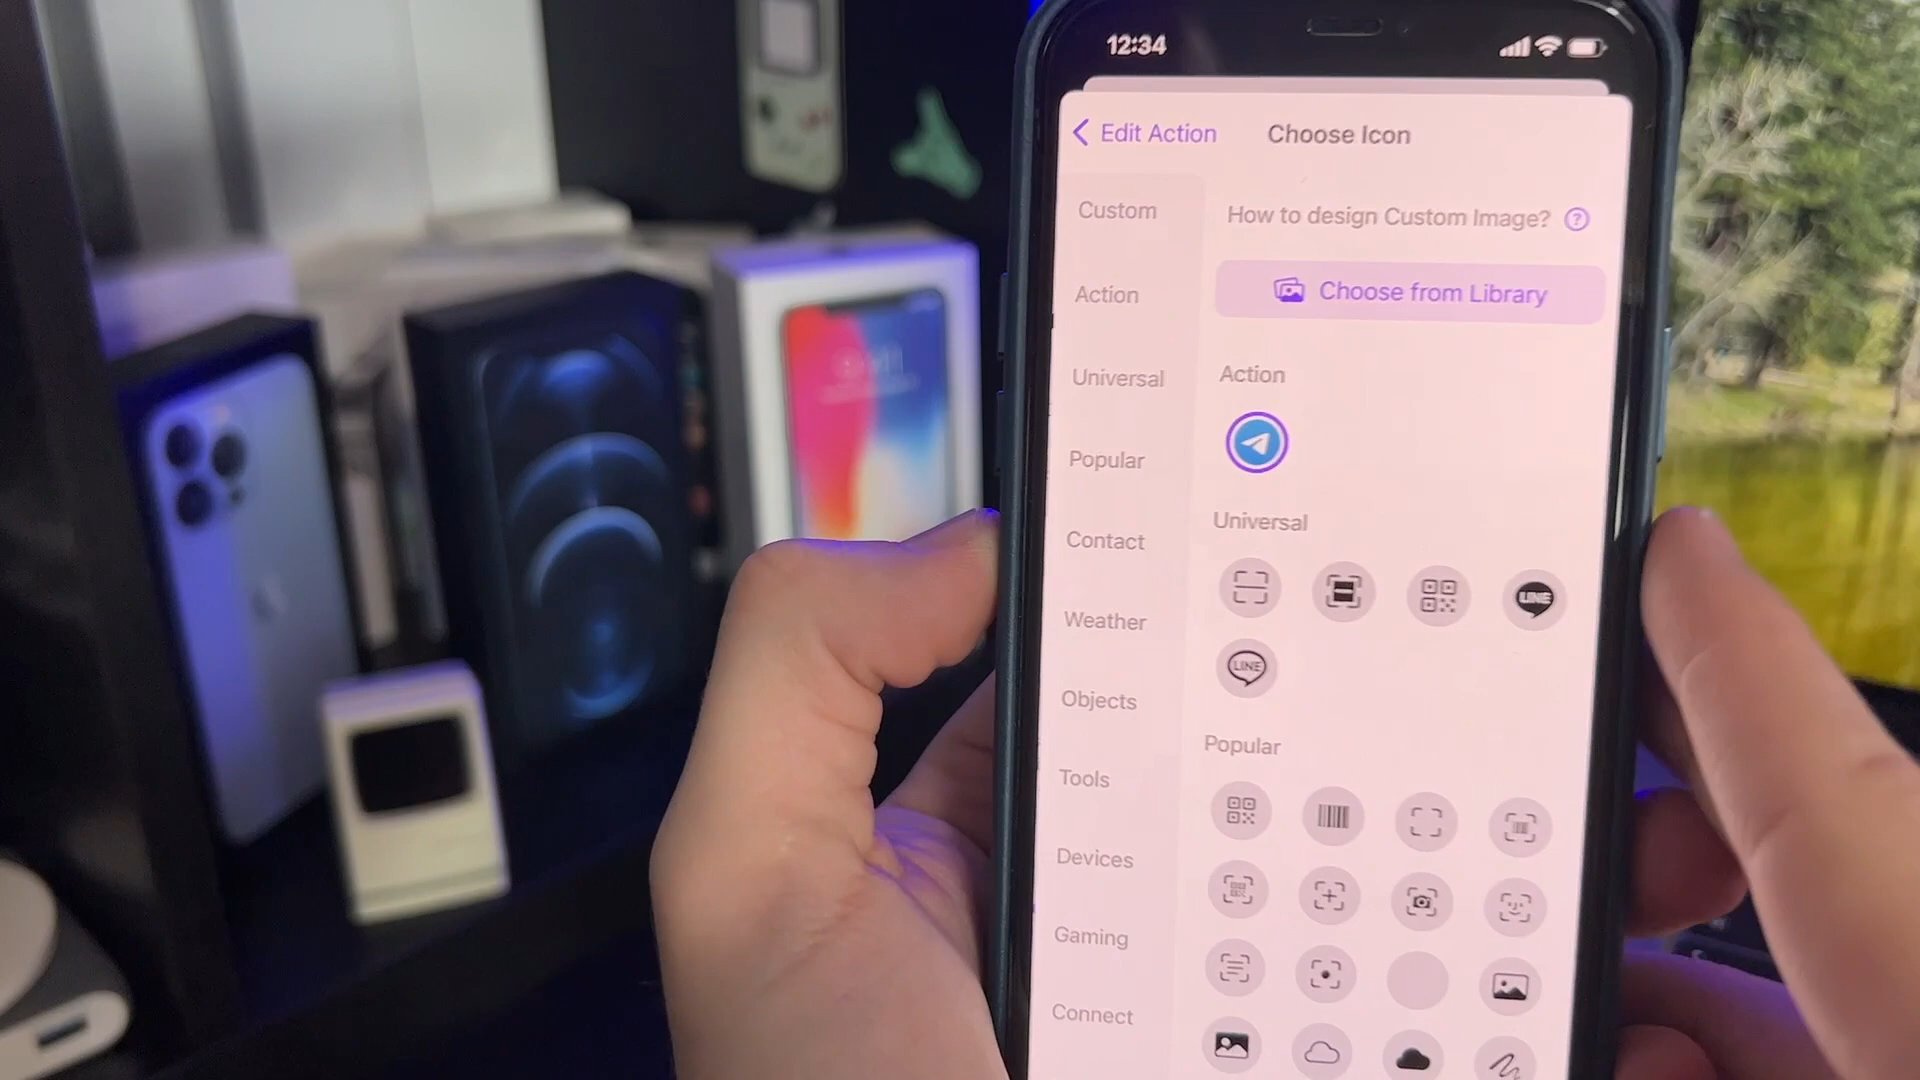 12:34
Edit Action
Choose Icon
Custom
Action
Universal
Popular
Contact
Weather
Objects
Tools
Devices
Gaming
Connect
How to design Custom Image? ?
Choose from Library
Action
Universal
LINE
LINE
Popular